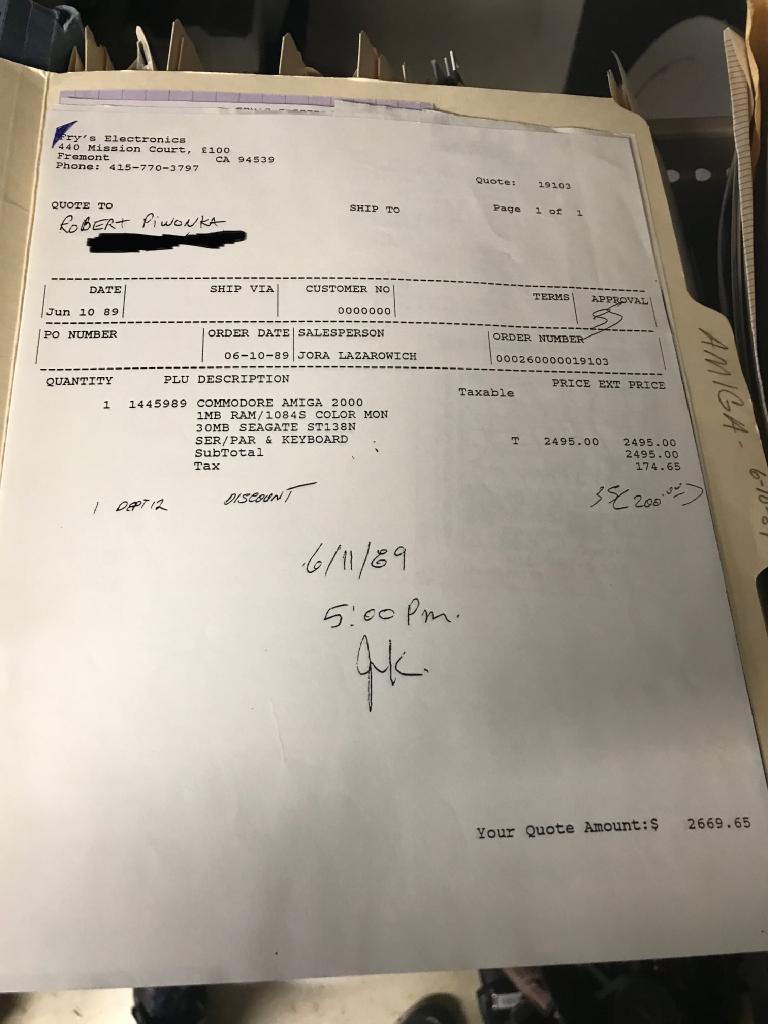 Fry's Electronics
440 Mission Court, £100
Fremont CA 94539
Phone: 415-770-3797
Quote: 19103
QUOTE TO SHIP TO Page 1 of 1
ROBERT PIWONKA
DATE SHIP VIA CUSTOMER NO TERMS APPROVAL
Jun 10 89 0000000
PO NUMBER ORDER DATE SALESPERSON ORDER NUMBER
06-10-89 JORA LAZAROWICH 000260000019103
QUANTITY PLU DESCRIPTION Taxable PRICE EXT PRICE
1 1445989 COMMODORE AMIGA 2000
1MB RAM/1084S COLOR MON
30MB SEAGATE ST138N
SER/PAR & KEYBOARD T 2495.00 2495.00
SubTotal 2495.00
Tax 174.65
1 DEPT 12 DISCOUNT (200.00)
6/11/89
5:00 Pm.
Your Quote Amount:$ 2669.65
AMIGA - 6-10-89